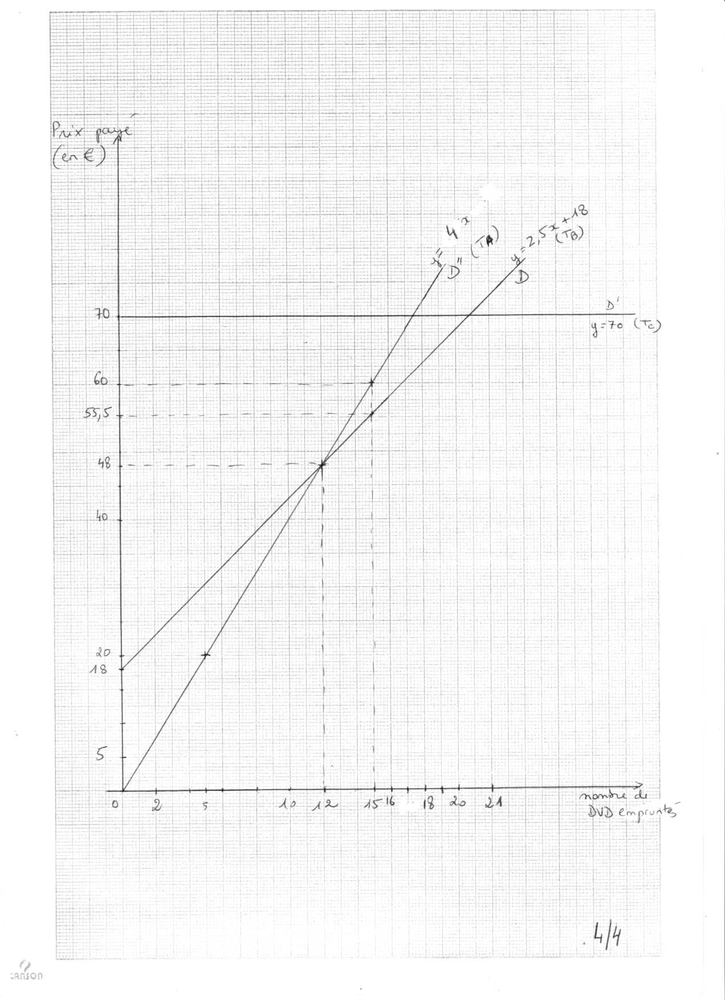 Prix payé
(en €)
y = 4x
D" (TA)
y = 2,5x + 18
(TB)
D
70
D'
y = 70 (Tc)
60
55,5
48
40
20
18
5
0 2 5 10 12 15 16 18 20 21
nombre de
DVD empruntés
4/4
CANSON